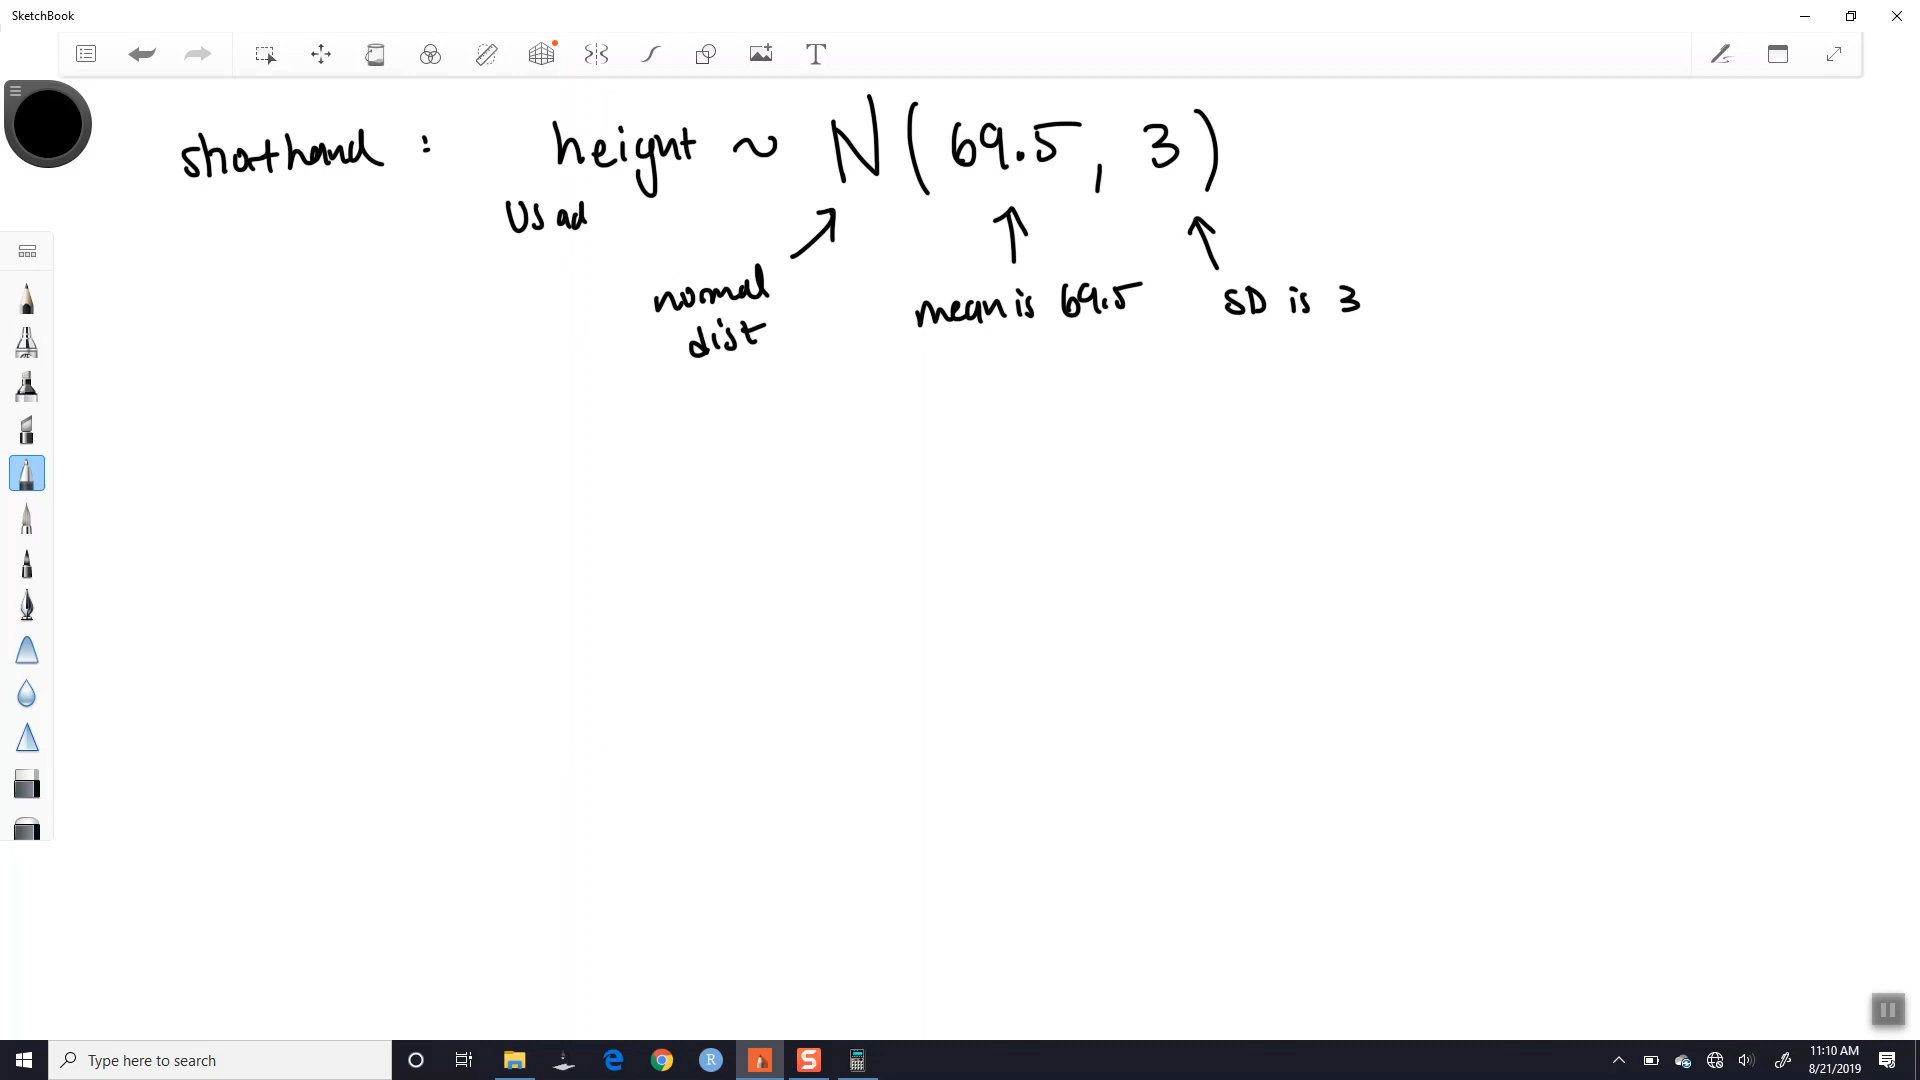 SketchBook
shorthand : height ~ N(69.5, 3)
US ad
normal dist
mean is 69.5
SD is 3
Type here to search
11:10 AM
8/21/2019